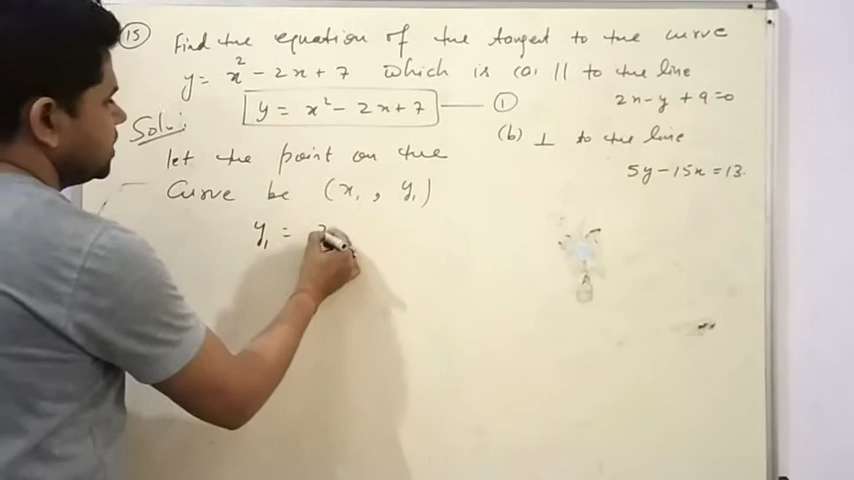 15 Find the equation of the tangent to the curve
y = x² - 2x + 7 which is (a) || to the line
2x - y + 9 = 0
Soln: y = x² - 2x + 7 —— ①
(b) ⊥ to the line
5y - 15x = 13.
let the point on the
Curve be (x₁, y₁)
y₁ =